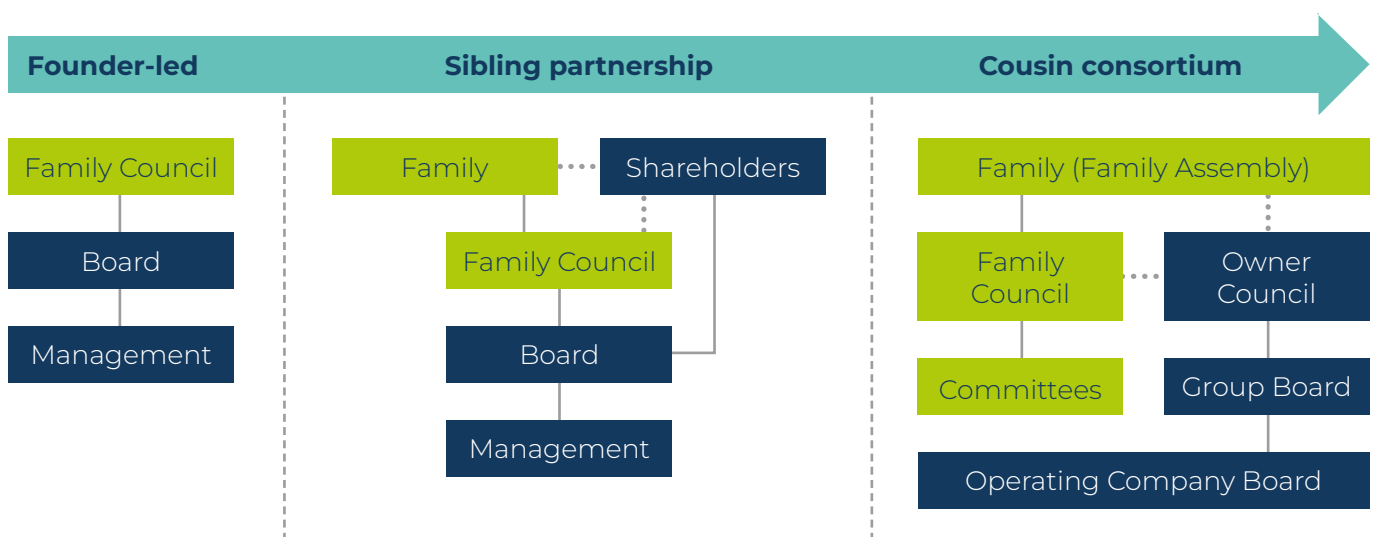 Founder-led
Sibling partnership
Cousin consortium
Family Council
Board
Management
Family
Shareholders
Family Council
Board
Management
Family (Family Assembly)
Family
Council
Owner
Council
Committees
Group Board
Operating Company Board